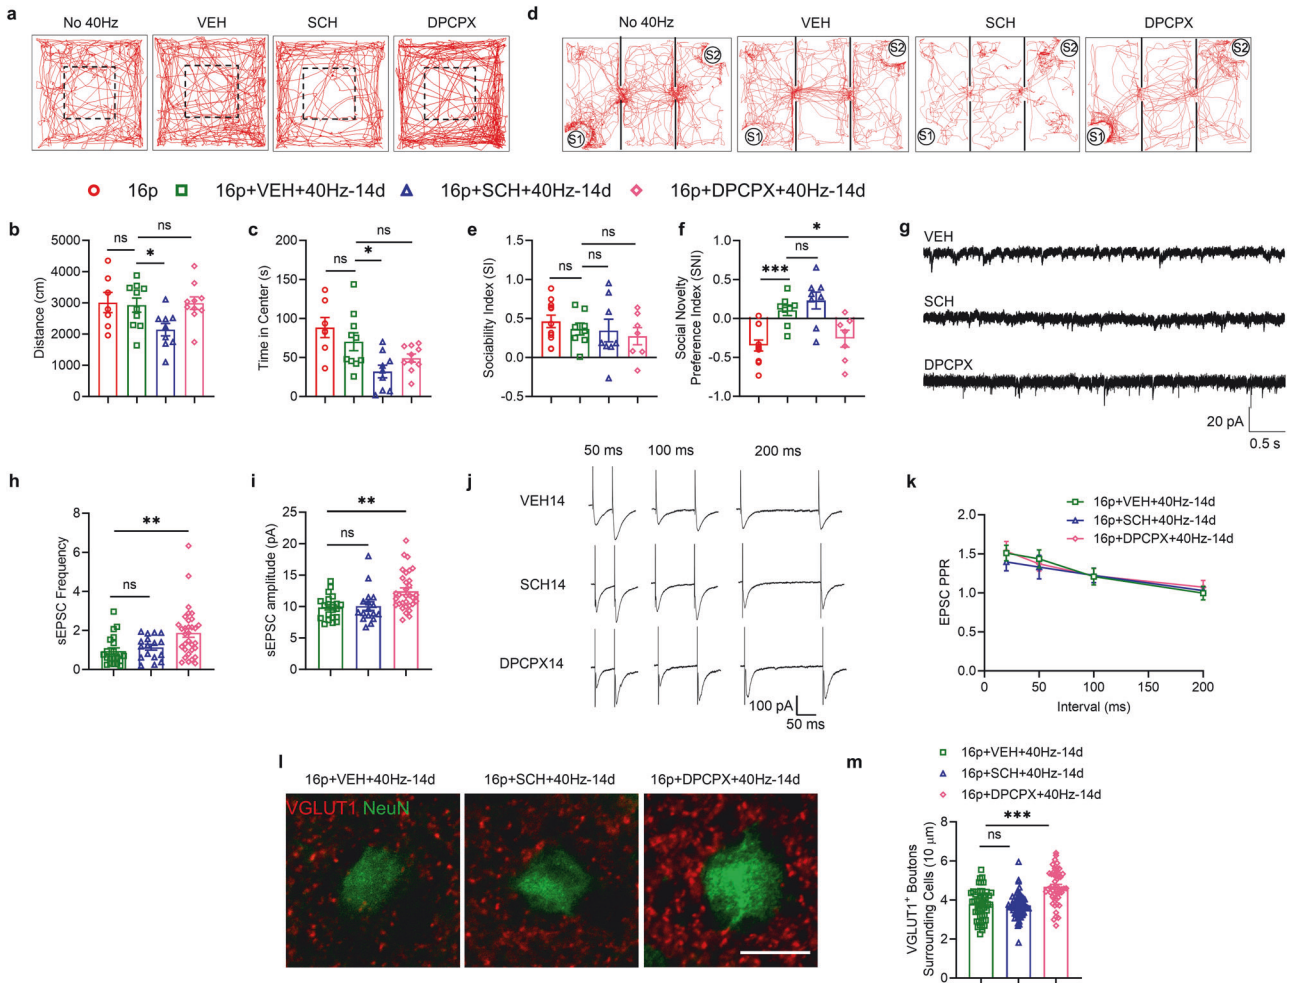 a
No 40Hz VEH SCH DPCPX
d
No 40Hz VEH SCH DPCPX
S1 S2 S1 S2 S1 S2 S1 S2
16p 16p+VEH+40Hz-14d 16p+SCH+40Hz-14d 16p+DPCPX+40Hz-14d
b
ns
ns *
5000
4000
3000
2000
1000
0
Distance (cm)
c
ns
ns *
200
150
100
50
0
Time in Center (s)
e
ns
ns ns
1.5
1.0
0.5
0.0
-0.5
Sociability Index (SI)
f
*
*** ns
1.0
0.5
0.0
-0.5
-1.0
Social Novelty
Preference Index (SNI)
g
VEH
SCH
DPCPX
20 pA
0.5 s
h
**
ns
8
6
4
2
0
sEPSC Frequency
i
**
ns
25
20
15
10
5
0
sEPSC amplitude (pA)
j
50 ms 100 ms 200 ms
VEH14
SCH14
DPCPX14
100 pA
50 ms
k
16p+VEH+40Hz-14d
16p+SCH+40Hz-14d
16p+DPCPX+40Hz-14d
2.0
1.5
1.0
0.5
0.0
EPSC PPR
0 50 100 150 200
Interval (ms)
l
16p+VEH+40Hz-14d 16p+SCH+40Hz-14d 16p+DPCPX+40Hz-14d
VGLUT1 NeuN
m
16p+VEH+40Hz-14d
16p+SCH+40Hz-14d
16p+DPCPX+40Hz-14d
***
ns
8
6
4
2
0
VGLUT1⁺ Boutons
Surrounding Cells (10 μm)